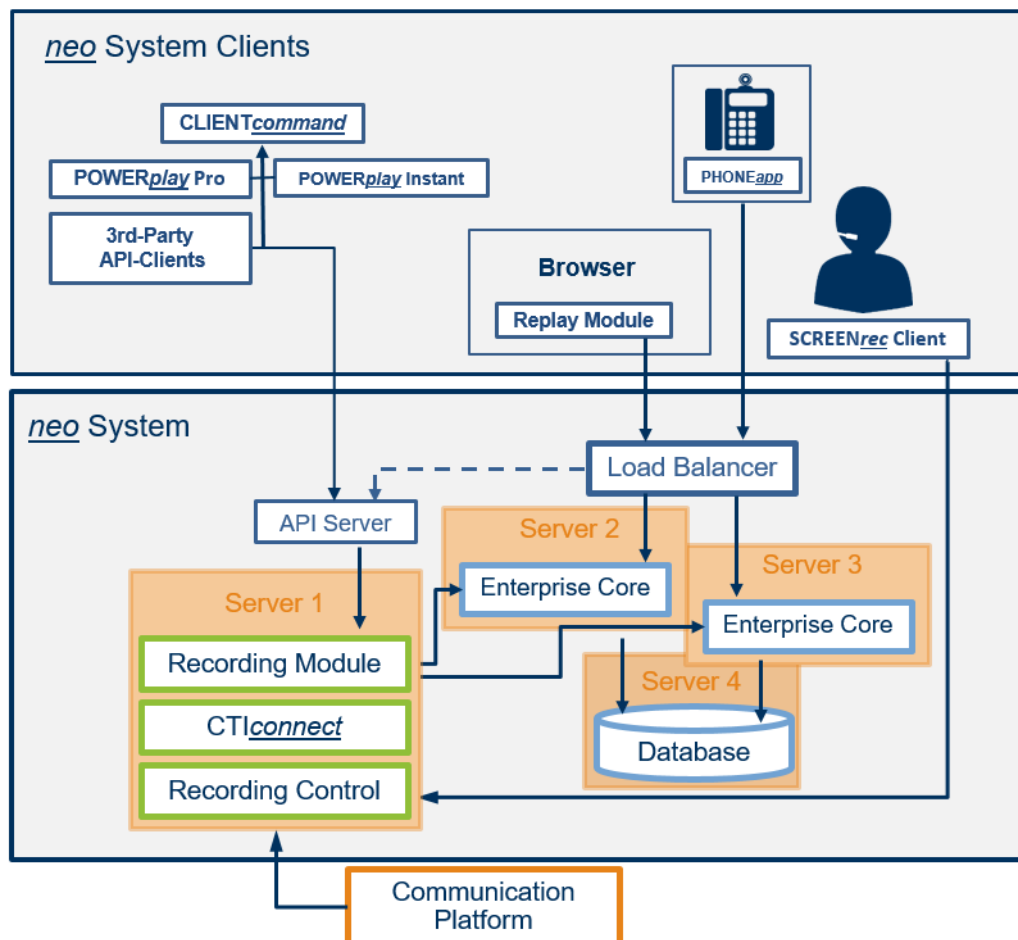 neo System Clients
CLIENTcommand
POWERplay Pro
POWERplay Instant
3rd-Party
API-Clients
PHONEapp
Browser
Replay Module
SCREENrec Client
neo System
Load Balancer
API Server
Server 2
Enterprise Core
Server 3
Enterprise Core
Server 1
Recording Module
CTIconnect
Recording Control
Server 4
Database
Communication
Platform